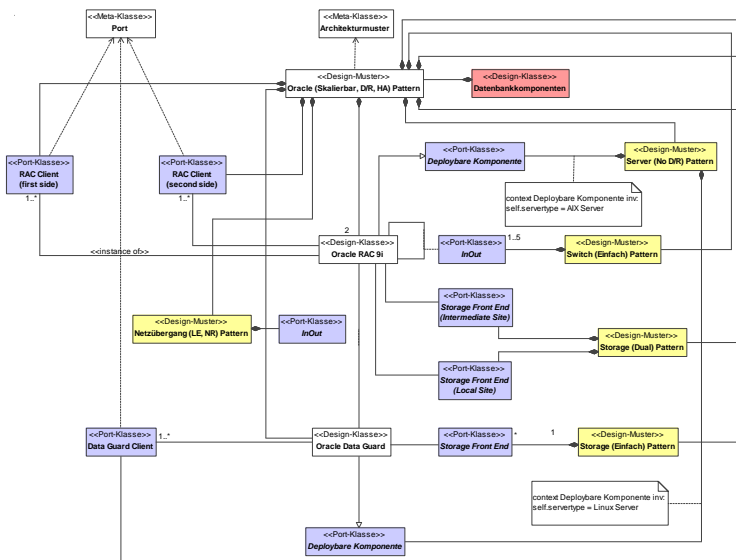 <<Meta-Klasse>>
Port
<<Meta-Klasse>>
Architekturmuster
<<Design-Muster>>
Oracle (Skalierbar, D/R, HA) Pattern
<<Design-Klasse>>
Datenbankkomponenten
<<Port-Klasse>>
RAC Client
(first side)
1..*
<<Port-Klasse>>
RAC Client
(second side)
1..*
<<Port-Klasse>>
Deploybare Komponente
<<Design-Muster>>
Server (No D/R) Pattern
context Deploybare Komponente inv:
self.servertype = AIX Server
<<instance of>>
2
<<Design-Klasse>>
Oracle RAC 9i
<<Port-Klasse>>
InOut
1..5
<<Design-Muster>>
Switch (Einfach) Pattern
<<Design-Muster>>
Netzübergang (LE, NR) Pattern
<<Port-Klasse>>
InOut
<<Port-Klasse>>
Storage Front End
(Intermediate Site)
<<Design-Muster>>
Storage (Dual) Pattern
<<Port-Klasse>>
Storage Front End
(Local Site)
<<Port-Klasse>>
Data Guard Client
1..*
<<Design-Klasse>>
Oracle Data Guard
<<Port-Klasse>>
Storage Front End
*
1
<<Design-Muster>>
Storage (Einfach) Pattern
context Deploybare Komponente inv:
self.servertype = Linux Server
<<Port-Klasse>>
Deploybare Komponente